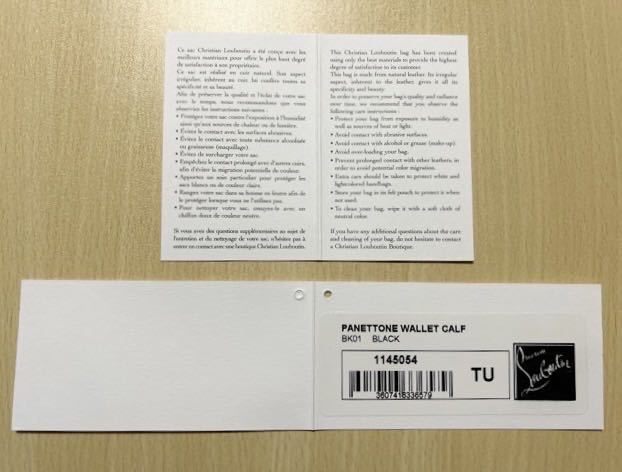 Ce sac Christian Louboutin a été conçu avec les
meilleurs matériaux pour offrir le plus haut degré
de satisfaction à son propriétaire.
Ce sac est réalisé en cuir naturel. Son aspect
irrégulier, inhérent au cuir, lui confère toutes sa
spécificité et sa beauté.
Afin de préserver la qualité et l'éclat de votre sac
avec le temps, nous recommandons que vous
observiez les instructions suivantes :
• Protégez votre sac contre l'exposition à l'humidité
ainsi qu'aux sources de chaleur ou de lumière.
• Évitez le contact avec les surfaces abrasives.
• Évitez le contact avec toute substance alcoolisée
ou graisseuse (maquillage).
• Évitez de surcharger votre sac.
• Empêchez le contact prolongé avec d'autres cuirs,
afin d'éviter la migration potentielle de couleur.
• Apportez un soin particulier pour protéger les
sacs blancs ou de couleur claire.
• Rangez votre sac dans sa housse en feutre afin de
le protéger lorsque vous ne l'utilisez pas.
• Pour nettoyer votre sac, essuyez-le avec un
chiffon doux de couleur neutre.
Si vous avez des questions supplémentaires au sujet de
l'entretien et du nettoyage de votre sac, n'hésitez pas à
entrer en contact avec une boutique Christian Louboutin.
This Christian Louboutin bag has been created
using only the best materials to provide the highest
degree of satisfaction to its customer.
This bag is made from natural leather. Its irregular
aspect, inherent to the leather, gives it all its
specificity and beauty.
In order to preserve your bag's quality and radiance
over time, we recommend that you observe the
following care instructions :
• Protect your bag from exposure to humidity as
well as sources of heat or light.
• Avoid contact with abrasive surfaces.
• Avoid contact with alcohol or grease (make-up).
• Avoid over-loading your bag.
• Prevent prolonged contact with other leathers, in
order to avoid potential color migration.
• Extra care should be taken to protect white and
lightcolored handbags.
• Store your bag in its felt pouch to protect it when
not used.
• To clean your bag, wipe it with a soft cloth of
neutral color.
If you have any additional questions about the care
and cleaning of your bag, do not hesitate to contact
a Christian Louboutin Boutique.
PANETTONE WALLET CALF
BK01 BLACK
1145054
3607416336579
TU
Christian
Louboutin